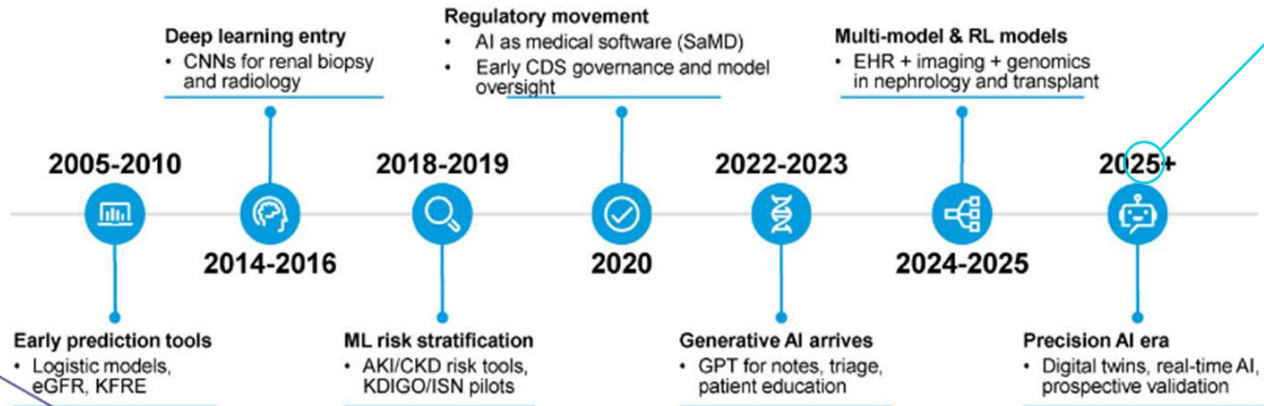 Regulatory movement
• AI as medical software (SaMD)
• Early CDS governance and model
oversight
Deep learning entry
• CNNs for renal biopsy
and radiology
Multi-model & RL models
• EHR + imaging + genomics
in nephrology and transplant
2005-2010
2018-2019
2022-2023
2025+
2014-2016
2020
2024-2025
Early prediction tools
• Logistic models,
eGFR, KFRE
ML risk stratification
• AKI/CKD risk tools,
KDIGO/ISN pilots
Generative AI arrives
• GPT for notes, triage,
patient education
Precision AI era
• Digital twins, real-time AI,
prospective validation